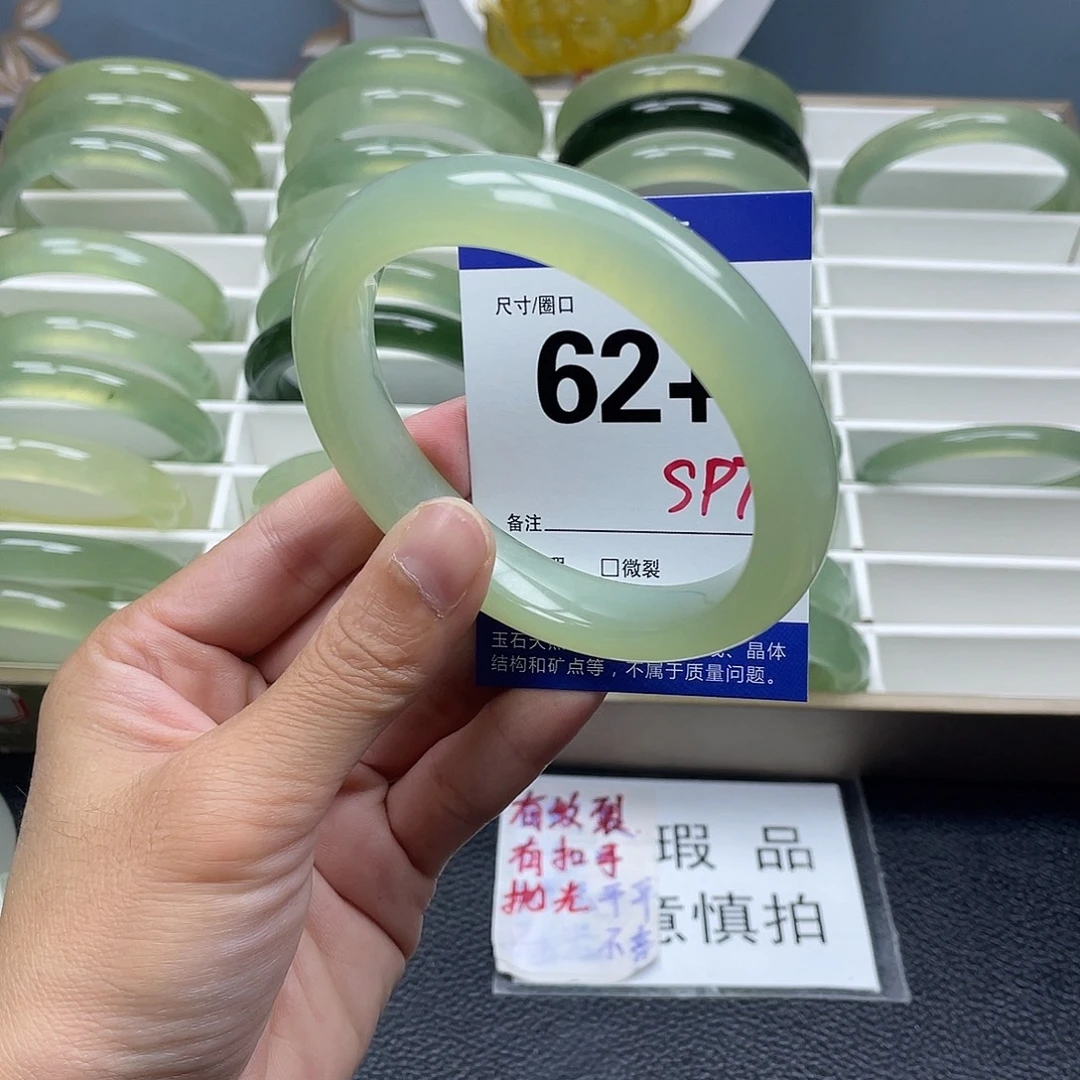 尺寸/圈口
62+
SPT
备注
□微裂
玉石天 、晶体
结构和矿点等，不属于质量问题。
有纹裂
有扣手
抛光
瑕 品
慎拍